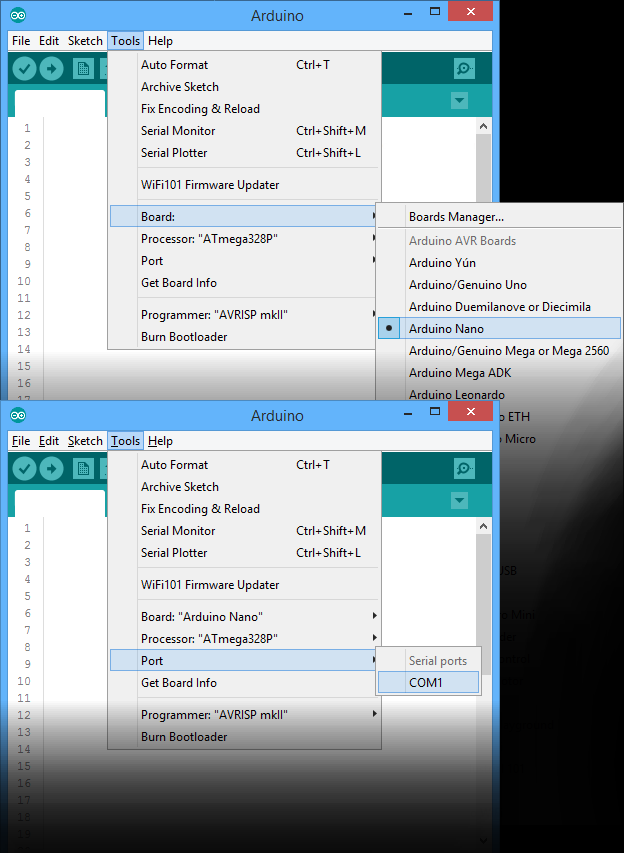 Arduino
File Edit Sketch Tools Help
Auto Format Ctrl+T
Archive Sketch
Fix Encoding & Reload
Serial Monitor Ctrl+Shift+M
Serial Plotter Ctrl+Shift+L
WiFi101 Firmware Updater
Board:
Processor: "ATmega328P"
Port
Get Board Info
Programmer: "AVRISP mkII"
Burn Bootloader
1
2
3
4
5
6
7
8
9
10
11
12
13
14
15
16
17
Boards Manager...
Arduino AVR Boards
Arduino Yún
Arduino/Genuino Uno
Arduino Duemilanove or Diecimila
Arduino Nano
Arduino/Genuino Mega or Mega 2560
Arduino Mega ADK
Arduino Leonardo
ETH
Micro
Mini
Arduino
File Edit Sketch Tools Help
Auto Format Ctrl+T
Archive Sketch
Fix Encoding & Reload
Serial Monitor Ctrl+Shift+M
Serial Plotter Ctrl+Shift+L
WiFi101 Firmware Updater
Board: "Arduino Nano"
Processor: "ATmega328P"
Port
Get Board Info
Programmer: "AVRISP mkII"
Burn Bootloader
Serial ports
COM1
1
2
3
4
5
6
7
8
9
10
11
12
13
14
15
16
17
18